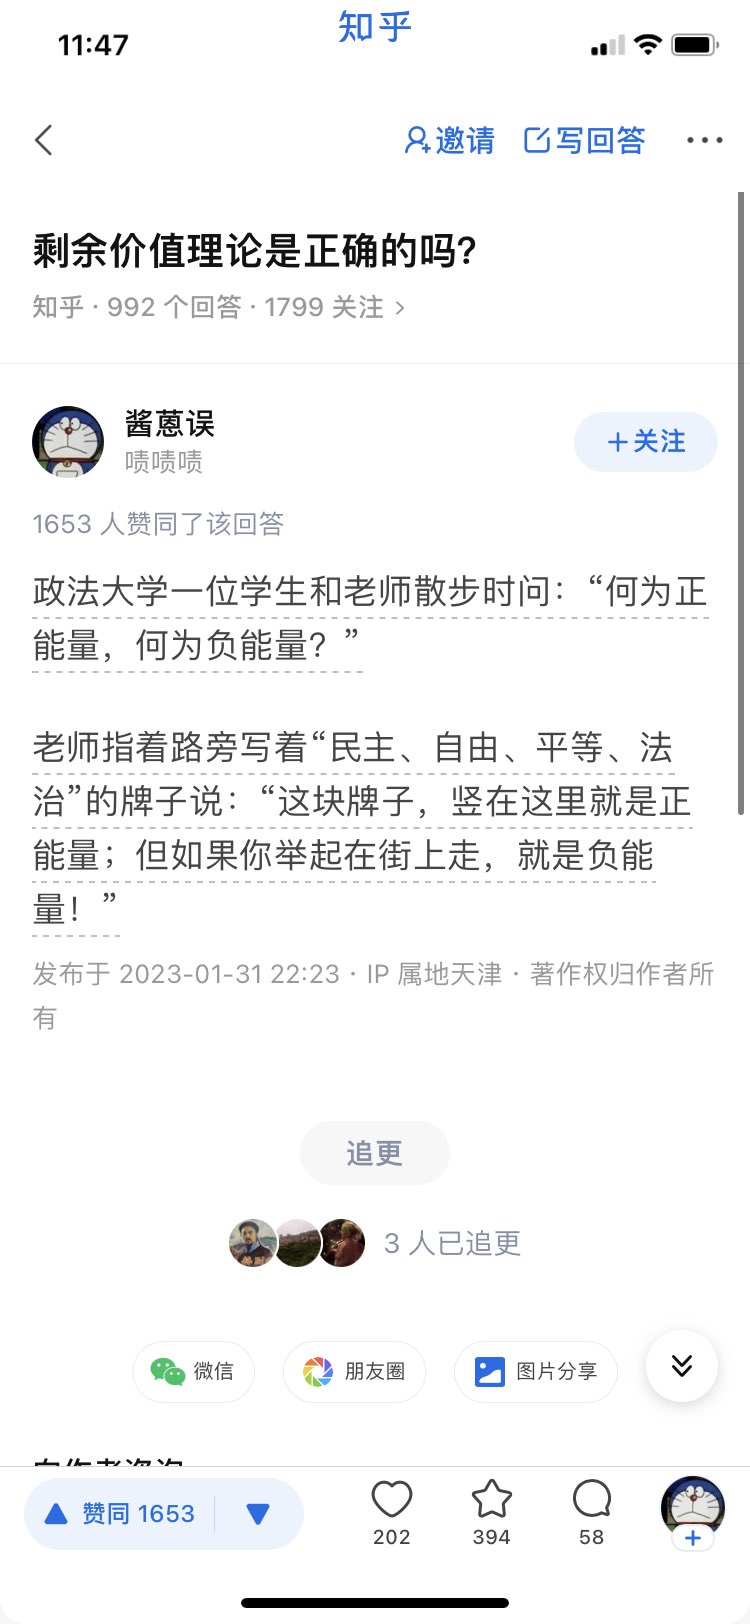 知乎
11:47
邀请 写回答
剩余价值理论是正确的吗?
知乎 · 992 个回答 · 1799 关注 >
酱蒽误
啧啧啧
+关注
1653 人赞同了该回答
政法大学一位学生和老师散步时问：“何为正
能量，何为负能量？”
老师指着路旁写着“民主、自由、平等、法
治”的牌子说：“这块牌子，竖在这里就是正
能量；但如果你举起在街上走，就是负能
量！”
发布于 2023-01-31 22:23 · IP 属地天津 · 著作权归作者所
有
追更
3 人已追更
微信 朋友圈 图片分享
向作者咨询
赞同 1653
202 394 58